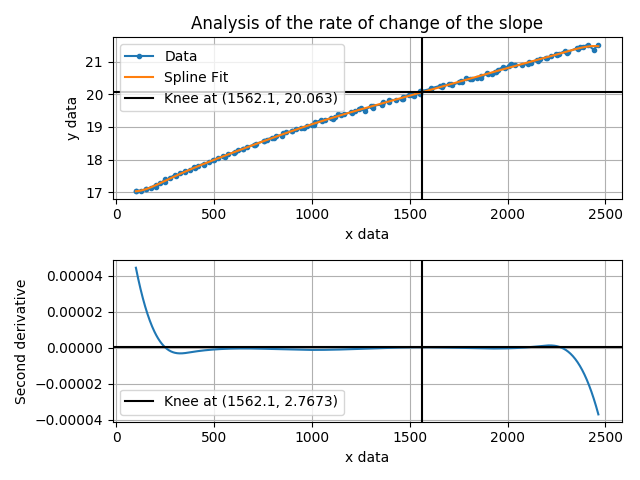 Analysis of the rate of change of the slope
Data
Spline Fit
Knee at (1562.1, 20.063)
y data
21
20
19
18
17
0 500 1000 1500 2000 2500
x data
Second derivative
0.00004
0.00002
0.00000
−0.00002
−0.00004
Knee at (1562.1, 2.7673)
0 500 1000 1500 2000 2500
x data